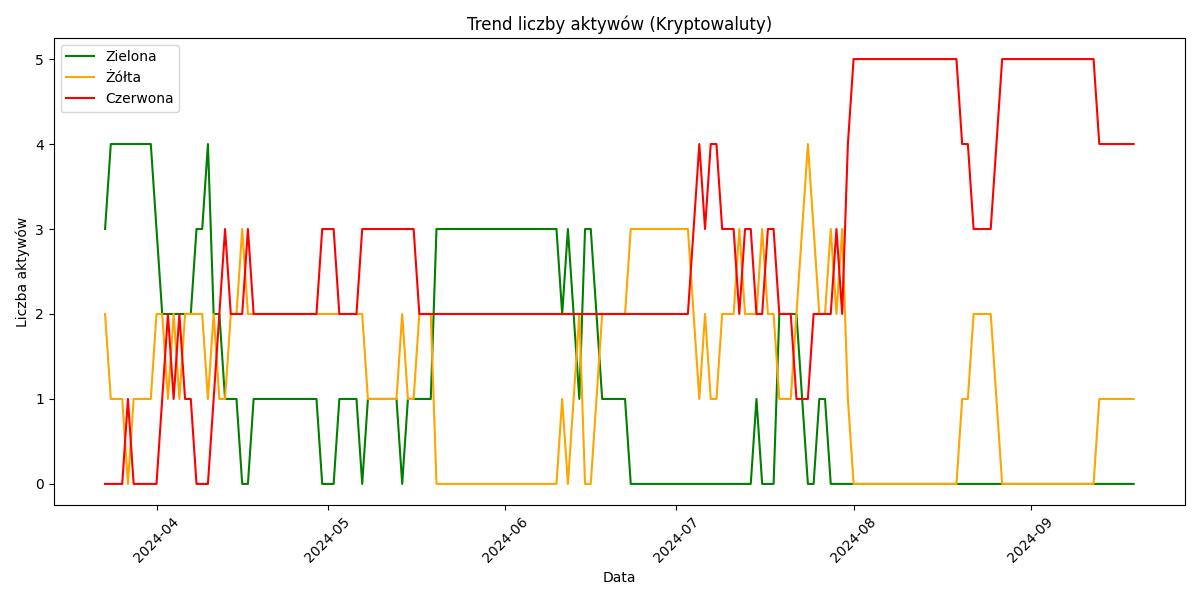 Trend liczby aktywów (Kryptowaluty)
Zielona
Żółta
Czerwona
Liczba aktywów
5
4
3
2
1
0
2024-04
2024-05
2024-06
2024-07
2024-08
2024-09
Data